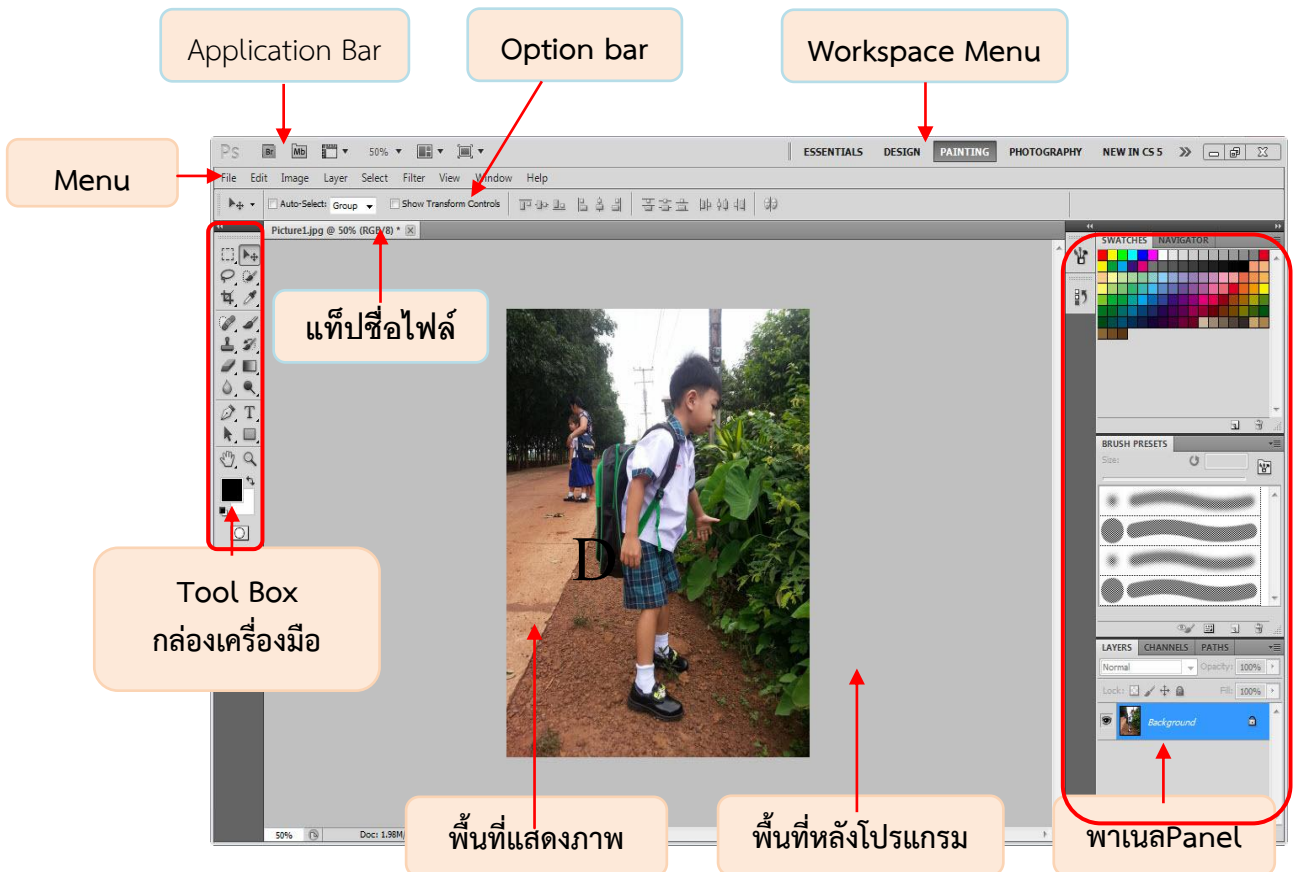 Application Bar
Option bar
Workspace Menu
Menu
Ps Br Mb 50%
ESSENTIALS DESIGN PAINTING PHOTOGRAPHY NEW IN CS 5
File Edit Image Layer Select Filter View Window Help
Auto-Select: Group Show Transform Controls
Picture1.jpg @ 50% (RGB/8) *
SWATCHES NAVIGATOR
แท็ปชื่อไฟล์
T
BRUSH PRESETS
Size:
D
Tool Box
กล่องเครื่องมือ
LAYERS CHANNELS PATHS
Normal Opacity: 100%
Lock: Fill: 100%
Background
50% Doc: 1.98M/
พื้นที่แสดงภาพ
พื้นที่หลังโปรแกรม
พาเนลPanel